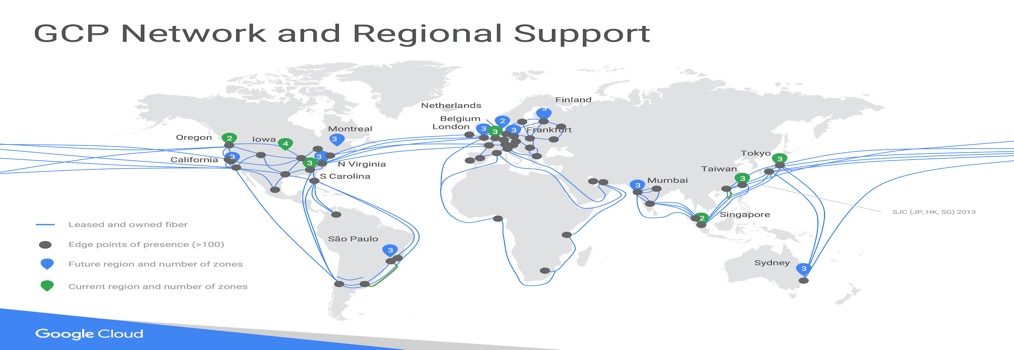 GCP Network and Regional Support
Finland
Netherlands
Belgium
London
Frankfurt
Oregon
Iowa
Montreal
California
N Virginia
S Carolina
Tokyo
Taiwan
Mumbai
Singapore
São Paulo
Sydney
SJC (JP, HK, SG) 2013
2
4
3
3
3
3
3
3
2
3
3
3
3
3
2
3
3
Leased and owned fiber
Edge points of presence (>100)
Future region and number of zones
Current region and number of zones
Google Cloud